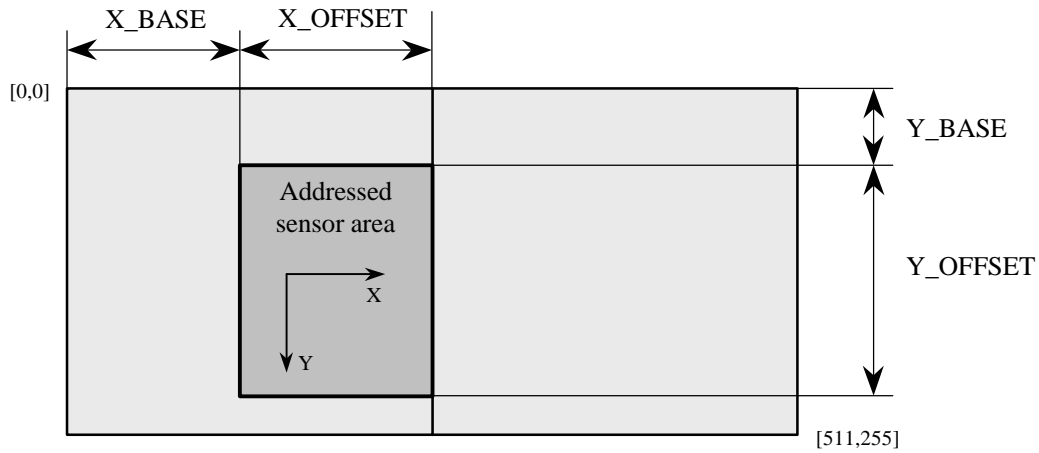 X_BASE
X_OFFSET
[0,0]
Y_BASE
Addressed
sensor area
Y_OFFSET
X
Y
[511,255]